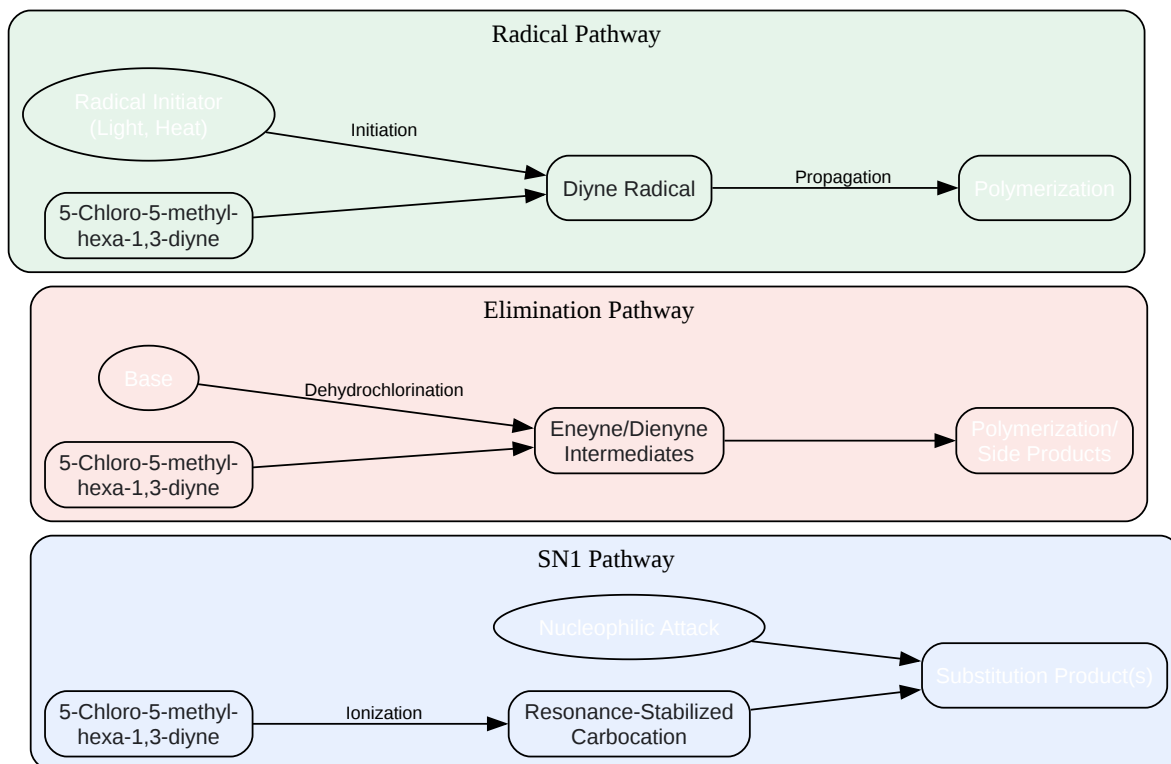 Radical Pathway
Radical Initiator
(Light, Heat)
Initiation
5-Chloro-5-methyl-
hexa-1,3-diyne
Diyne Radical
Propagation
Polymerization
Elimination Pathway
Base
Dehydrochlorination
5-Chloro-5-methyl-
hexa-1,3-diyne
Eneyne/Dienyne
Intermediates
Polymerization/
Side Products
SN1 Pathway
Nucleophilic Attack
5-Chloro-5-methyl-
hexa-1,3-diyne
Ionization
Resonance-Stabilized
Carbocation
Substitution Product(s)